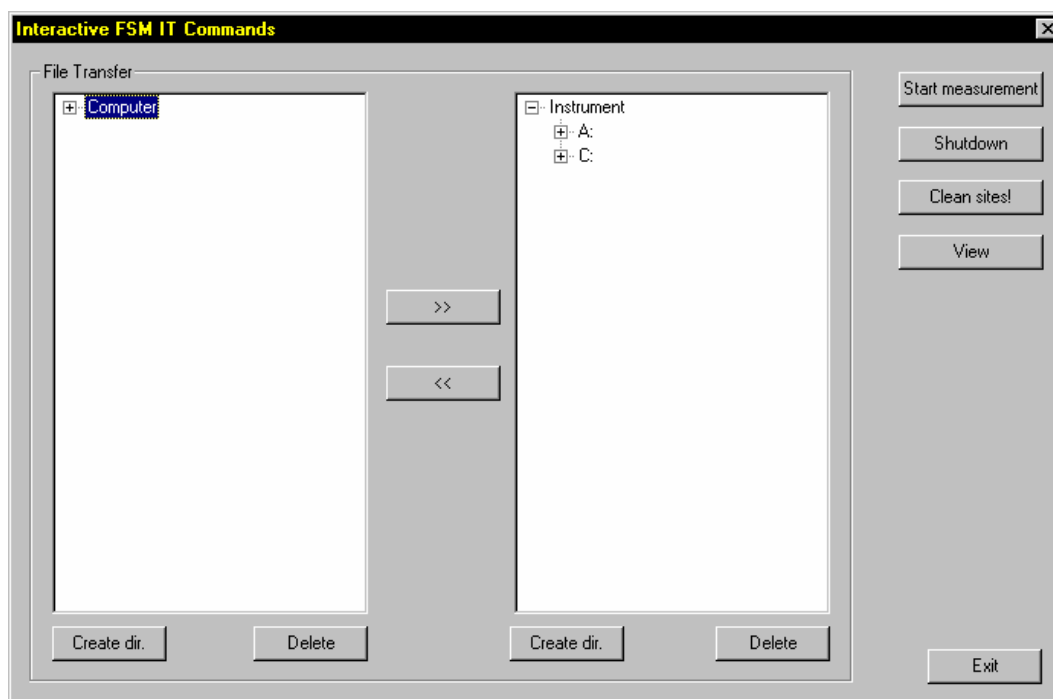 Interactive FSM IT Commands
File Transfer
Computer
Instrument
A:
C:
>>
<<
Create dir.
Delete
Create dir.
Delete
Start measurement
Shutdown
Clean sites!
View
Exit